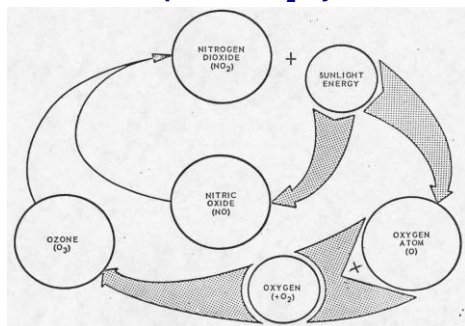 NITROGEN
DIOXIDE
(NO₂)
+
SUNLIGHT
ENERGY
NITRIC
OXIDE
(NO)
OZONE
(O₃)
OXYGEN
ATOM
(O)
+
OXYGEN
(+O₂)